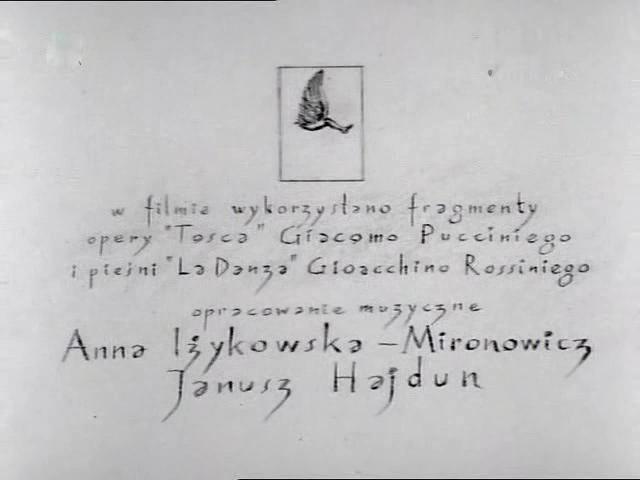 w filmie wykorzystano fragmenty
opery "Tosca" Giacomo Pucciniego
i pieśni "La Danza" Gioacchino Rossiniego
opracowanie muzyczne
Anna Iżykowska-Mironowicz
Janusz Hajdun